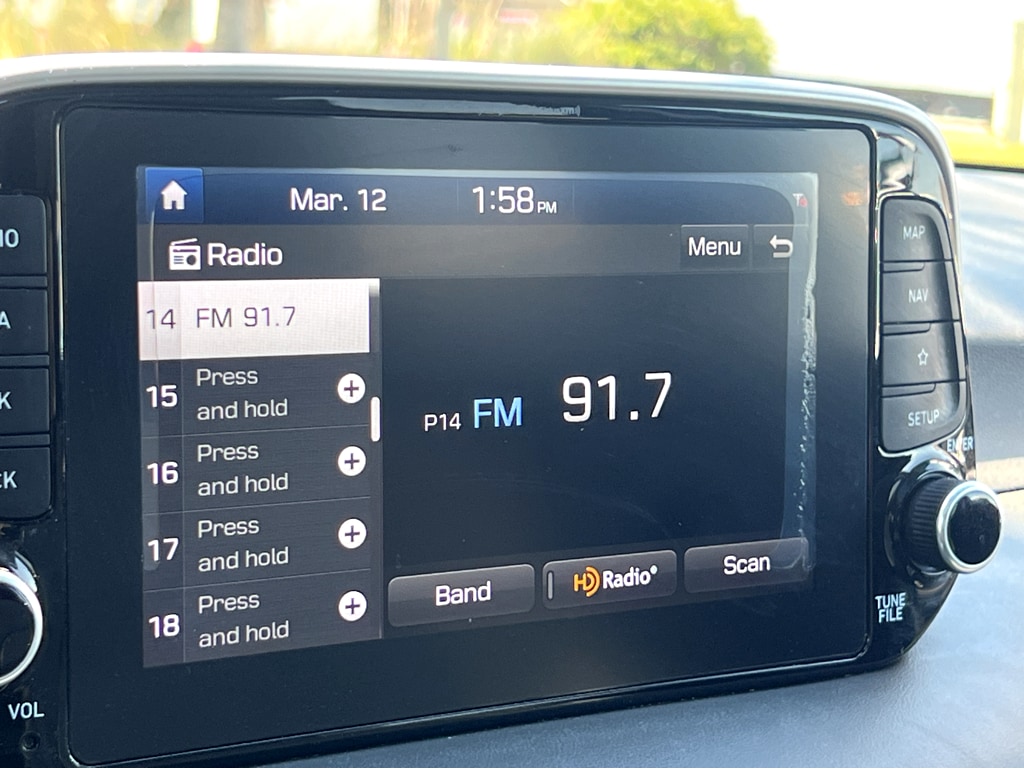 Mar. 12
1:58 PM
Radio
Menu
14 FM 91.7
15 Press
and hold
16 Press
and hold
17 Press
and hold
18 Press
and hold
P14 FM 91.7
Band
HD Radio
Scan
MAP
NAV
SETUP
ENTER
TUNE
FILE
VOL